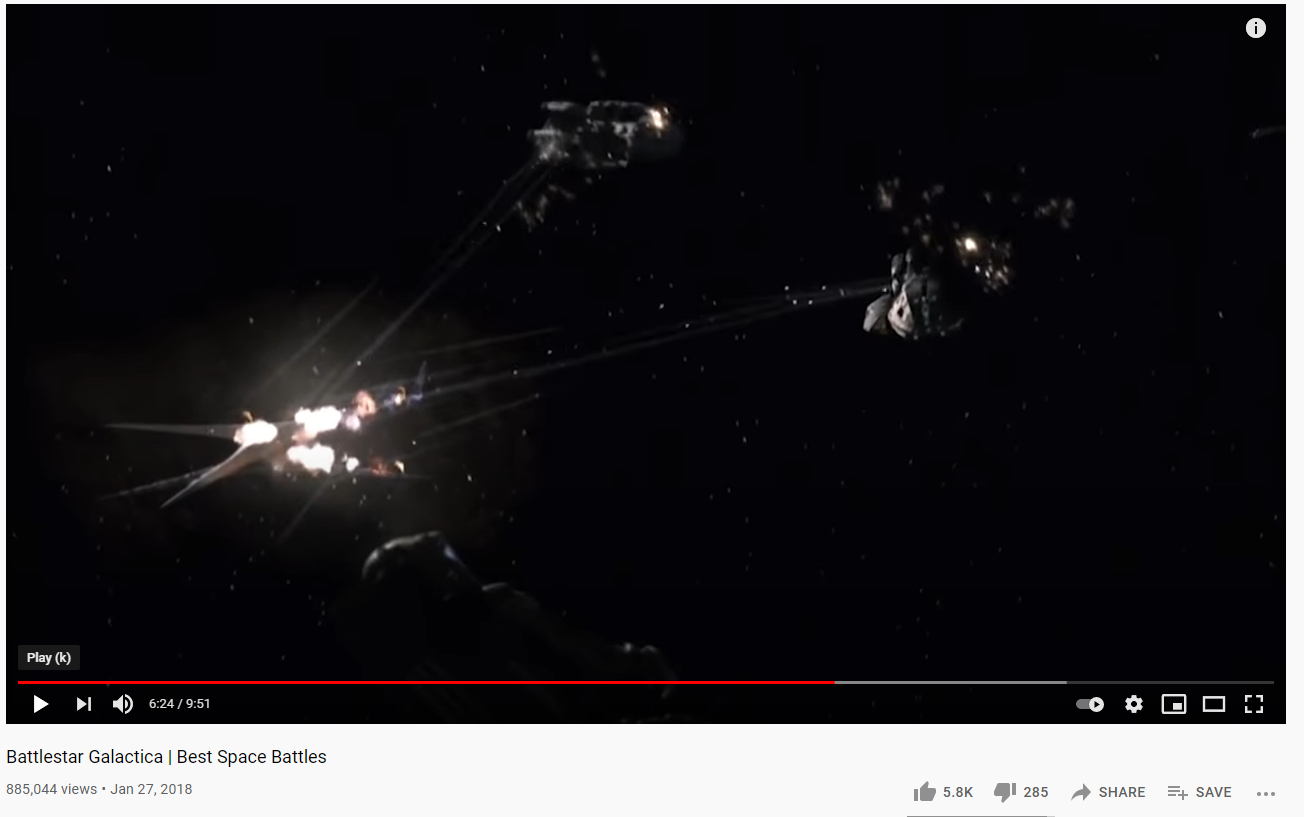 Play (k)
6:24 / 9:51
Battlestar Galactica | Best Space Battles
885,044 views • Jan 27, 2018
5.8K 285 SHARE SAVE